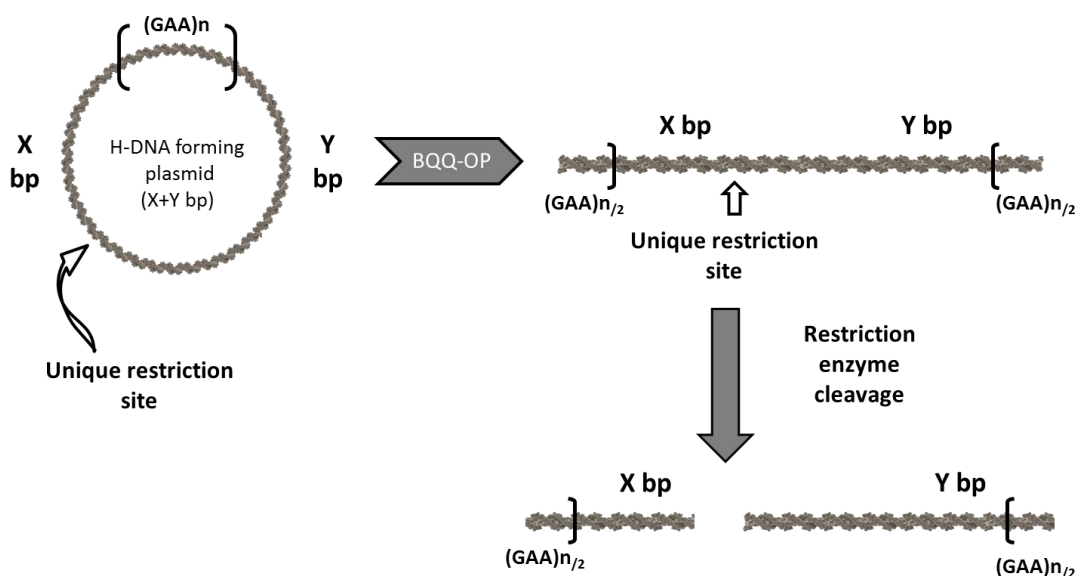 (GAA)n
X
bp
H-DNA forming
plasmid
(X+Y bp)
Y
bp
Unique restriction
site
BQQ-OP
X bp
Y bp
(GAA)n/2
(GAA)n/2
Unique restriction
site
Restriction
enzyme
cleavage
X bp
Y bp
(GAA)n/2
(GAA)n/2